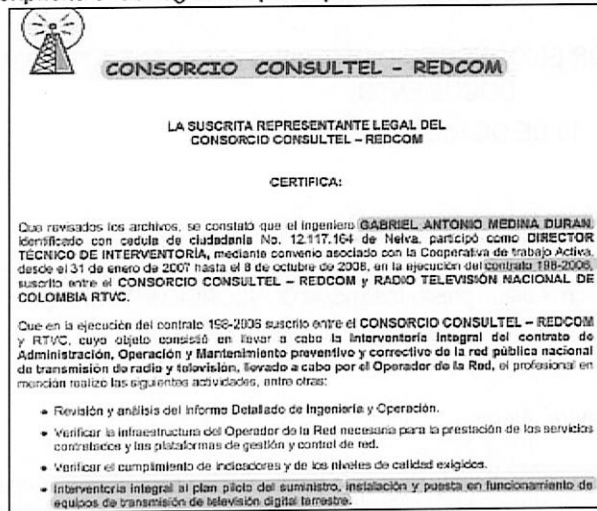 CONSORCIO CONSULTEL – REDCOM
LA SUSCRITA REPRESENTANTE LEGAL DEL
CONSORCIO CONSULTEL – REDCOM
CERTIFICA:
Que revisados los archivos, se constató que el ingeniero GABRIEL ANTONIO MEDINA DURAN,
identificado con cedula de ciudadania No. 12.117.164 de Neiva, participó como DIRECTOR
TÉCNICO DE INTERVENTORÍA, mediante convenio asociado con la Cooperativa de trabajo Activa,
desde el 31 de enero de 2007 hasta el 8 de octubre de 2008, en la ejecución del contrato 198-2006,
suscrito entre el CONSORCIO CONSULTEL – REDCOM y RADIO TELEVISIÓN NACIONAL DE
COLOMBIA RTVC.
Que en la ejecución del contrato 198-2006 suscrito entre el CONSORCIO CONSULTEL – REDCOM
y RTVC, cuyo objeto consistió en llevar a cabo la Interventoría Integral del contrato de
Administración, Operación y Mantenimiento preventivo y correctivo de la red pública nacional
de transmisión de radio y televisión, llevado a cabo por el Operador de la Red, el profesional en
mención realizo las siguientes actividades, entre otras:
• Revisión y análisis del Informe Detallado de Ingeniería y Operación.
• Verificar la infraestructura del Operador de la Red necesaria para la prestación de los servicios
contratados y las plataformas de gestión y control de red.
• Verificar el cumplimiento de indicadores y de los niveles de calidad exigidos.
• Interventoría integral al plan piloto del suministro, instalación y puesta en funcionamiento de
equipos de transmisión de televisión digital terrestre.